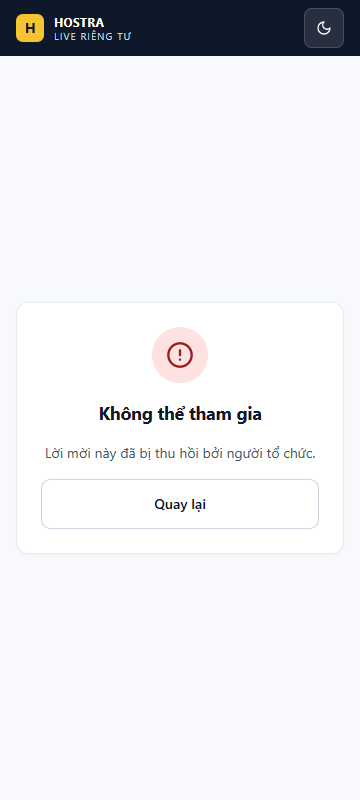 H
HOSTRA
LIVE RIÊNG TƯ
Không thể tham gia
Lời mời này đã bị thu hồi bởi người tổ chức.
Quay lại